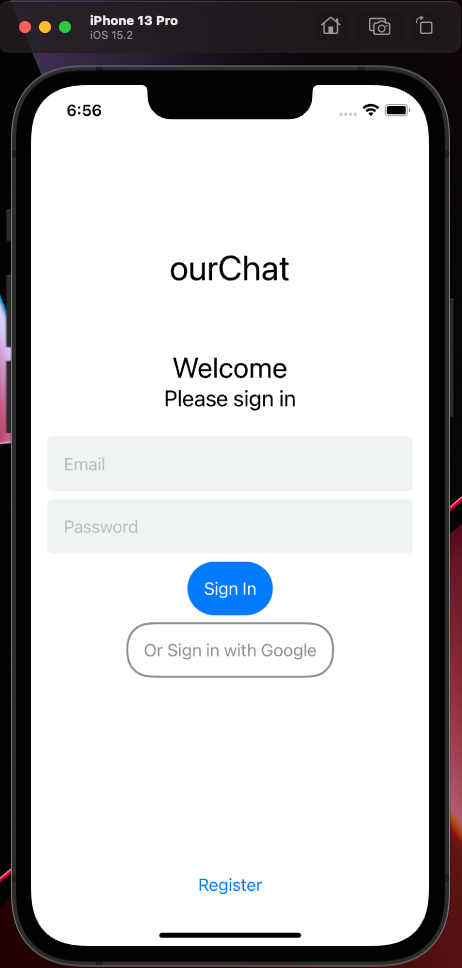 iPhone 13 Pro
iOS 15.2
6:56
ourChat
Welcome
Please sign in
Email
Password
Sign In
Or Sign in with Google
Register